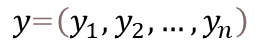 y=(y₁, y₂, ..., yₙ)